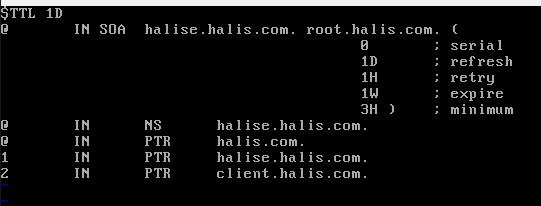 $TTL 1D
@ IN SOA halise.halis.com. root.halis.com. (
0 ; serial
1D ; refresh
1H ; retry
1W ; expire
3H ) ; minimum
@ IN NS halise.halis.com.
@ IN PTR halis.com.
1 IN PTR halise.halis.com.
2 IN PTR client.halis.com.
~
~